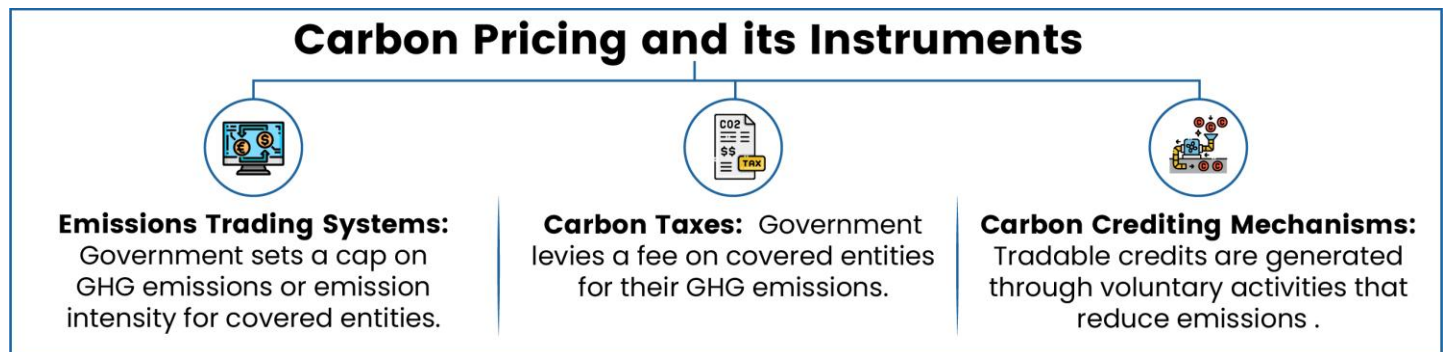 Carbon Pricing and its Instruments
CO2
$$
TAX
Emissions Trading Systems:
Government sets a cap on
GHG emissions or emission
intensity for covered entities.
Carbon Taxes: Government
levies a fee on covered entities
for their GHG emissions.
Carbon Crediting Mechanisms:
Tradable credits are generated
through voluntary activities that
reduce emissions .